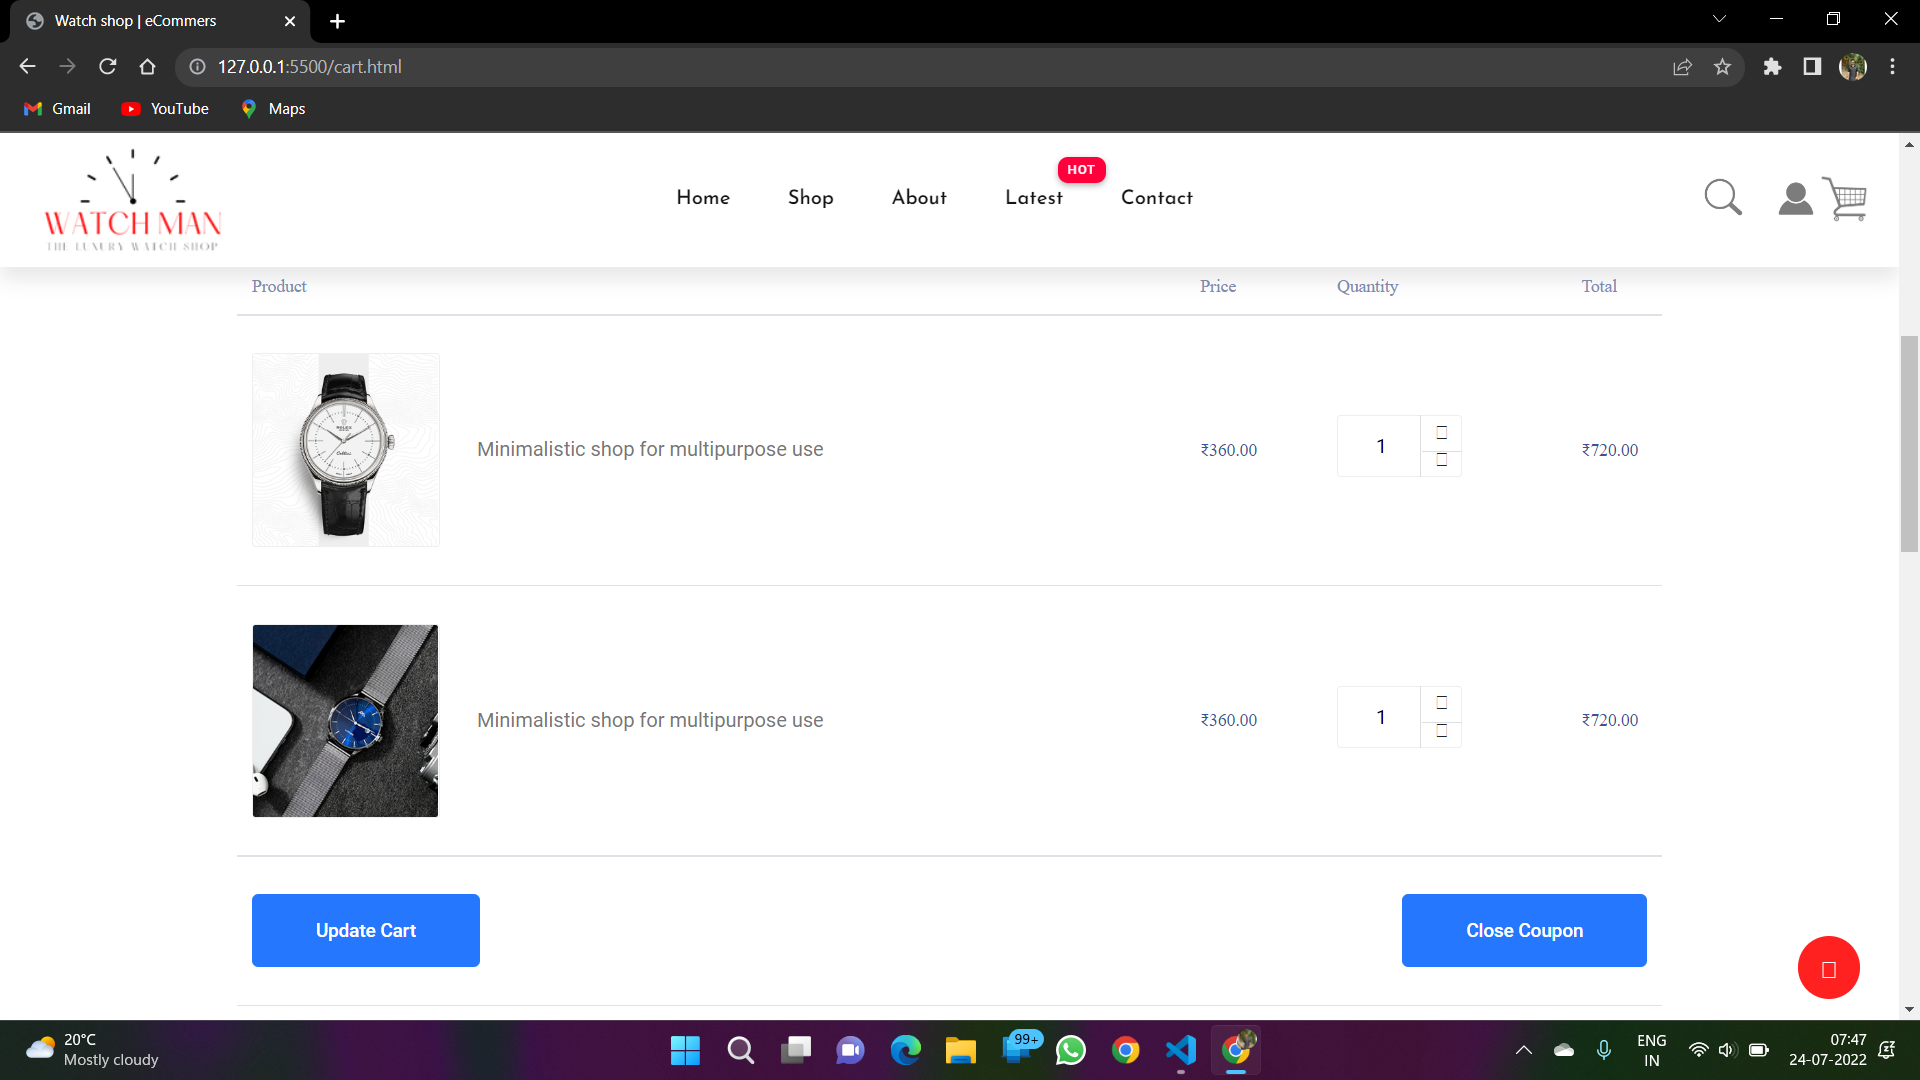 Watch shop | eCommers
127.0.0.1:5500/cart.html
Gmail
YouTube
Maps
WATCH MAN
THE LUXURY WATCH SHOP
Home
Shop
About
Latest
HOT
Contact
Product
Price
Quantity
Total
ROLEX
Minimalistic shop for multipurpose use
₹360.00
1
₹720.00
Minimalistic shop for multipurpose use
₹360.00
1
₹720.00
Update Cart
Close Coupon
20°C
Mostly cloudy
99+
ENG
IN
07:47
24-07-2022